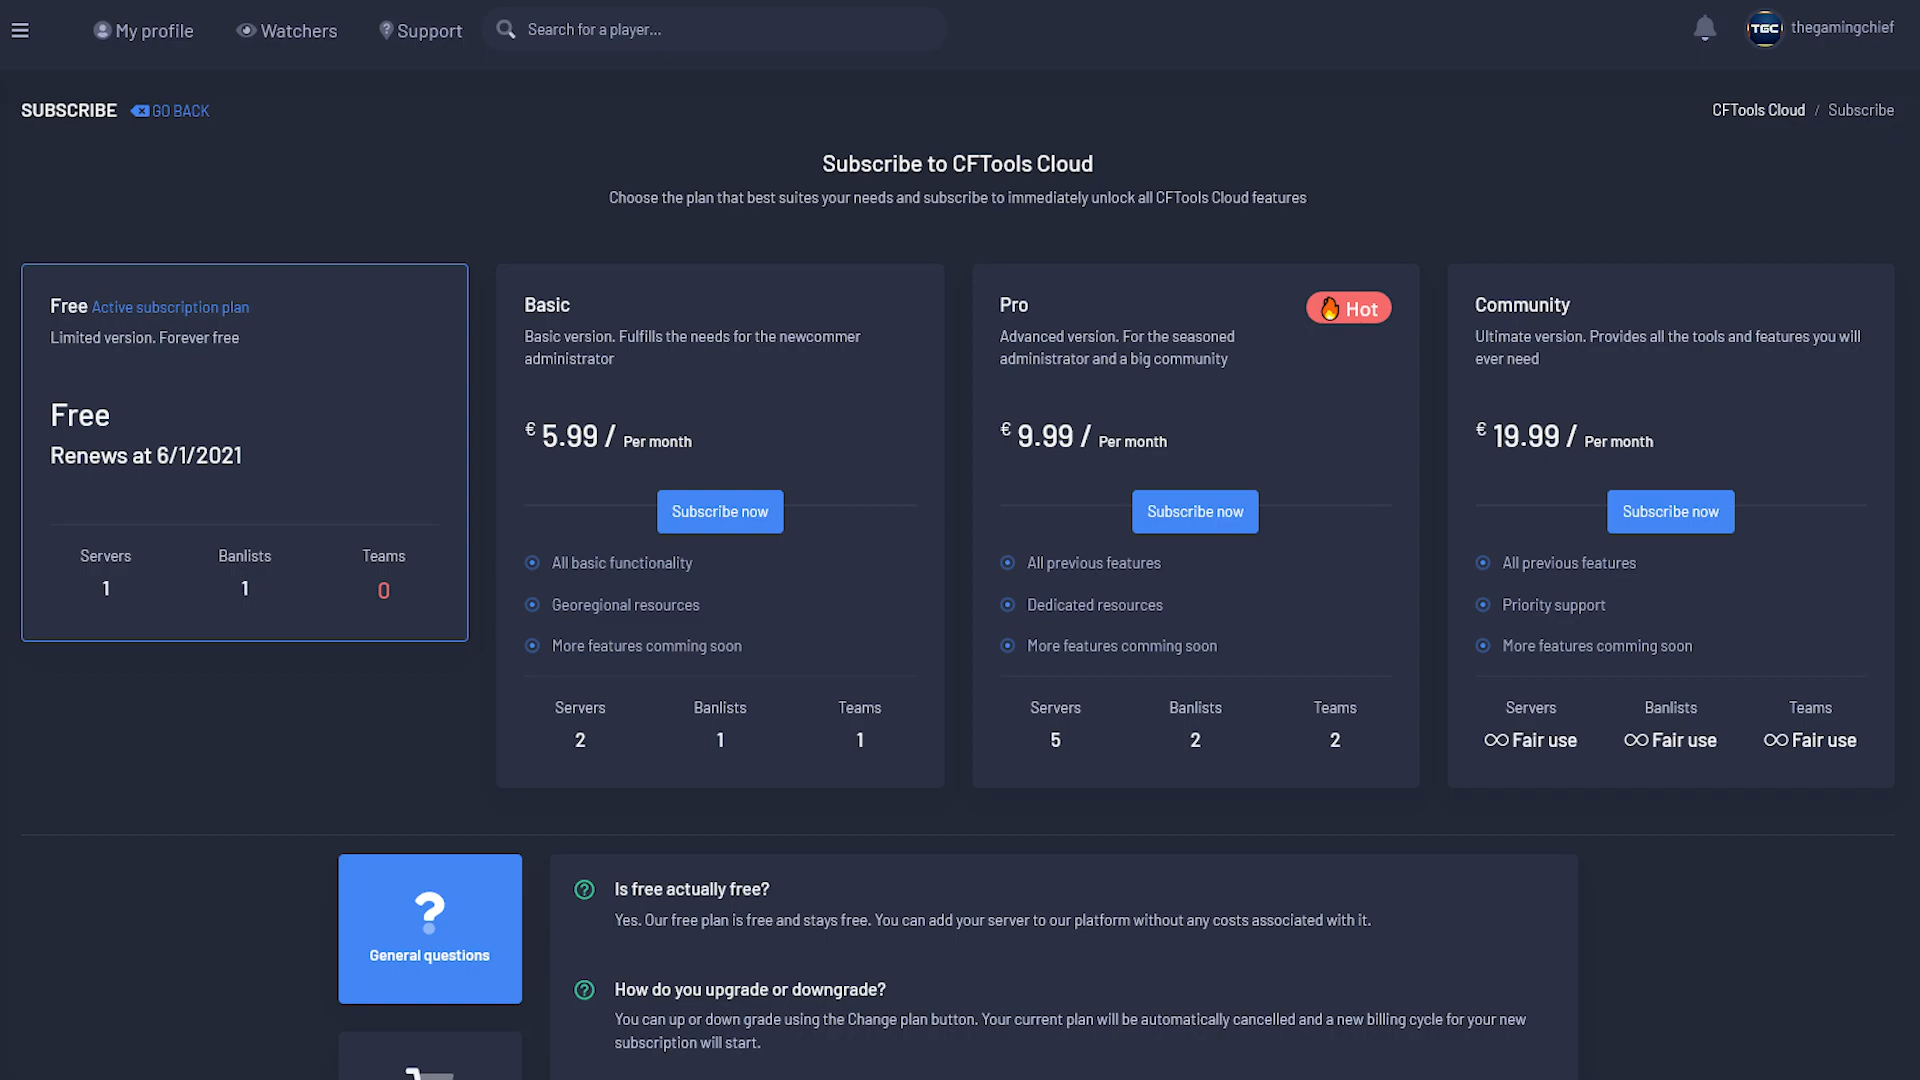 My profile
Watchers
Support
Search for a player...
TGC
thegamingchief
SUBSCRIBE
GO BACK
CFTools Cloud / Subscribe
Subscribe to CFTools Cloud
Choose the plan that best suites your needs and subscribe to immediately unlock all CFTools Cloud features
Free Active subscription plan
Limited version. Forever free
Free
Renews at 6/1/2021
Servers
Banlists
Teams
1
1
0
Basic
Basic version. Fulfills the needs for the newcommer
administrator
€ 5.99 / Per month
Subscribe now
All basic functionality
Georegional resources
More features comming soon
Servers
Banlists
Teams
2
1
1
Pro
Hot
Advanced version. For the seasoned
administrator and a big community
€ 9.99 / Per month
Subscribe now
All previous features
Dedicated resources
More features comming soon
Servers
Banlists
Teams
5
2
2
Community
Ultimate version. Provides all the tools and features you will
ever need
€ 19.99 / Per month
Subscribe now
All previous features
Priority support
More features comming soon
Servers
Banlists
Teams
∞ Fair use
∞ Fair use
∞ Fair use
General questions
Is free actually free?
Yes. Our free plan is free and stays free. You can add your server to our platform without any costs associated with it.
How do you upgrade or downgrade?
You can up or down grade using the Change plan button. Your current plan will be automatically cancelled and a new billing cycle for your new
subscription will start.